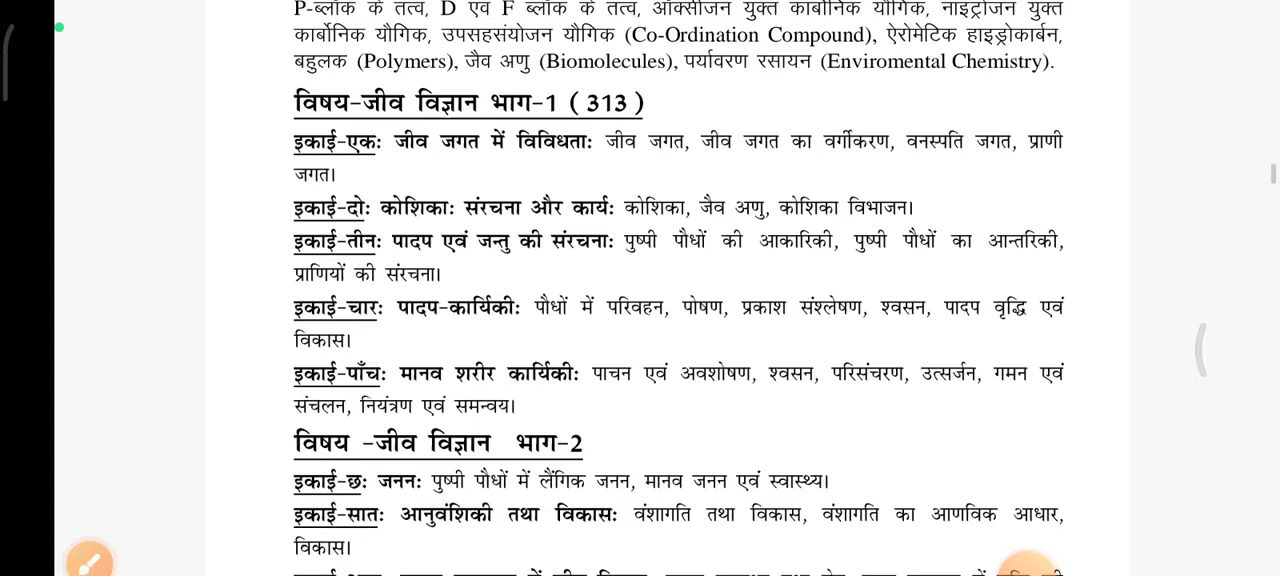 P-ब्लॉक के तत्व, D एवं F ब्लॉक के तत्व, ऑक्सीजन युक्त कार्बोनिक यौगिक, नाइट्रोजन युक्त
कार्बोनिक यौगिक, उपसहसंयोजन यौगिक (Co-Ordination Compound), ऐरोमेटिक हाइड्रोकार्बन,
बहुलक (Polymers), जैव अणु (Biomolecules), पर्यावरण रसायन (Enviromental Chemistry).
विषय-जीव विज्ञान भाग-1 ( 313 )
इकाई-एक: जीव जगत में विविधता: जीव जगत, जीव जगत का वर्गीकरण, वनस्पति जगत, प्राणी
जगत।
इकाई-दो: कोशिका: संरचना और कार्य: कोशिका, जैव अणु, कोशिका विभाजन।
इकाई-तीन: पादप एवं जन्तु की संरचना: पुष्पी पौधों की आकारिकी, पुष्पी पौधों का आन्तरिकी,
प्राणियों की संरचना।
इकाई-चार: पादप-कार्यिकी: पौधों में परिवहन, पोषण, प्रकाश संश्लेषण, श्वसन, पादप वृद्धि एवं
विकास।
इकाई-पाँच: मानव शरीर कार्यिकी: पाचन एवं अवशोषण, श्वसन, परिसंचरण, उत्सर्जन, गमन एवं
संचलन, नियंत्रण एवं समन्वय।
विषय -जीव विज्ञान भाग-2
इकाई-छ: जनन: पुष्पी पौधों में लैंगिक जनन, मानव जनन एवं स्वास्थ्य।
इकाई-सात: आनुवंशिकी तथा विकास: वंशागति तथा विकास, वंशागति का आणविक आधार,
विकास।